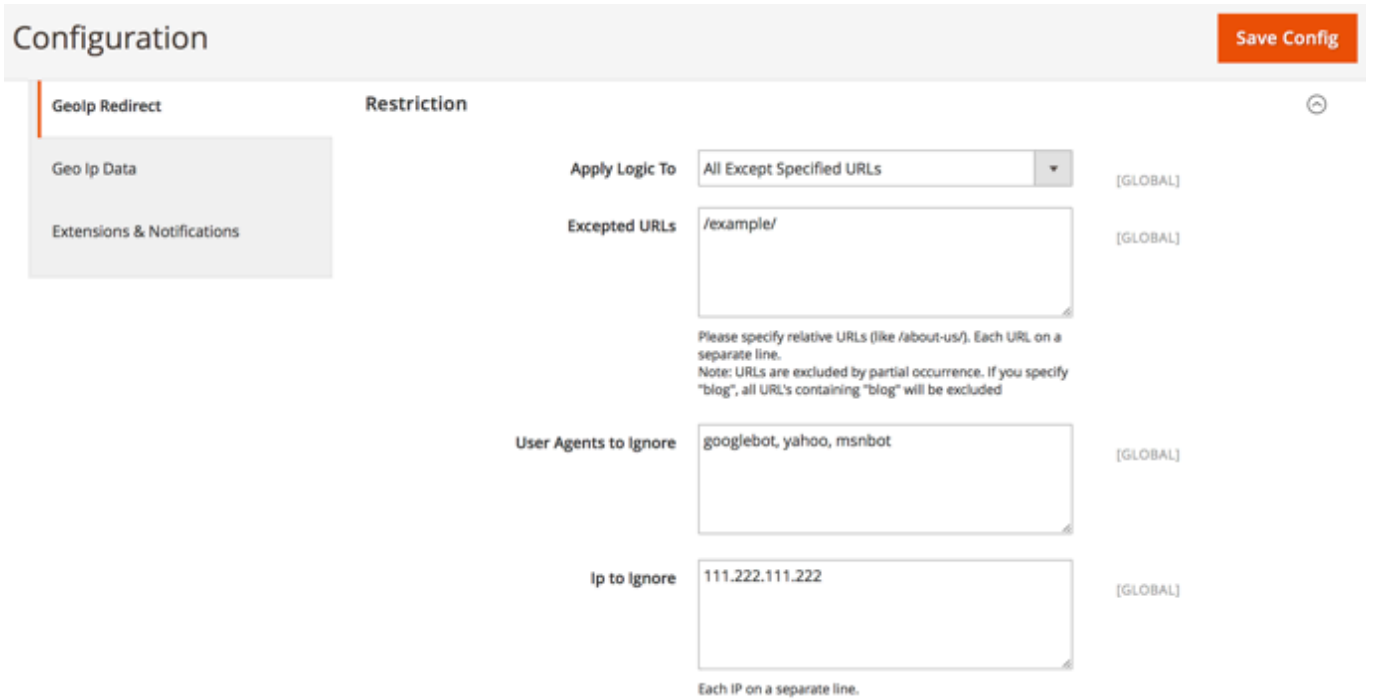 Configuration
Save Config
GeoIp Redirect
Geo Ip Data
Extensions & Notifications
Restriction
Apply Logic To
All Except Specified URLs
[GLOBAL]
Excepted URLs
/example/
[GLOBAL]
Please specify relative URLs (like /about-us/). Each URL on a
separate line.
Note: URLs are excluded by partial occurrence. If you specify
"blog", all URL's containing "blog" will be excluded
User Agents to Ignore
googlebot, yahoo, msnbot
[GLOBAL]
Ip to Ignore
111.222.111.222
[GLOBAL]
Each IP on a separate line.